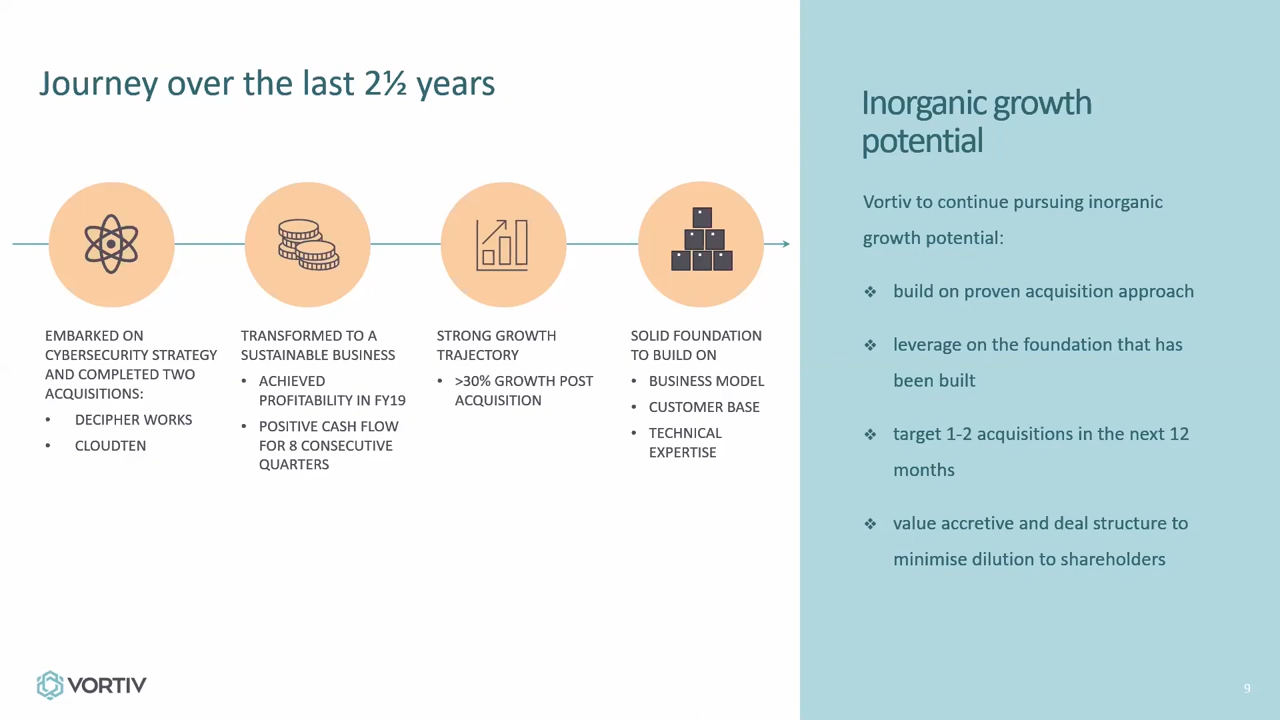 Journey over the last 2½ years
EMBARKED ON
CYBERSECURITY STRATEGY
AND COMPLETED TWO
ACQUISITIONS:
• DECIPHER WORKS
• CLOUDTEN
TRANSFORMED TO A
SUSTAINABLE BUSINESS
• ACHIEVED
PROFITABILITY IN FY19
• POSITIVE CASH FLOW
FOR 8 CONSECUTIVE
QUARTERS
STRONG GROWTH
TRAJECTORY
• >30% GROWTH POST
ACQUISITION
SOLID FOUNDATION
TO BUILD ON
• BUSINESS MODEL
• CUSTOMER BASE
• TECHNICAL
EXPERTISE
VORTIV
Inorganic growth
potential
Vortiv to continue pursuing inorganic
growth potential:
❖ build on proven acquisition approach
❖ leverage on the foundation that has
been built
❖ target 1-2 acquisitions in the next 12
months
❖ value accretive and deal structure to
minimise dilution to shareholders
9